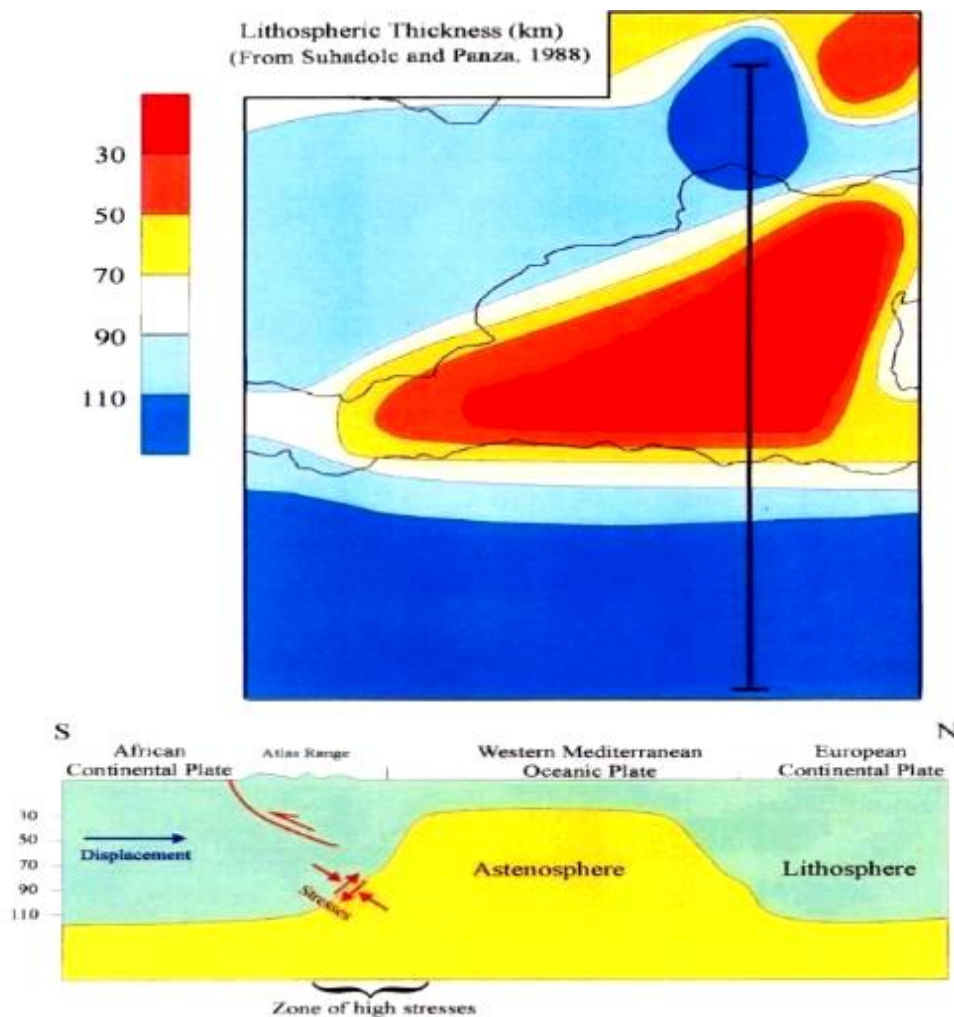 Lithospheric Thickness (km)
(From Suhadolc and Panza, 1988)
30
50
70
90
110
S
N
African
Continental Plate
Atlas Range
Western Mediterranean
Oceanic Plate
European
Continental Plate
30
50
70
90
110
Displacement
Stresses
Astenosphere
Lithosphere
Zone of high stresses